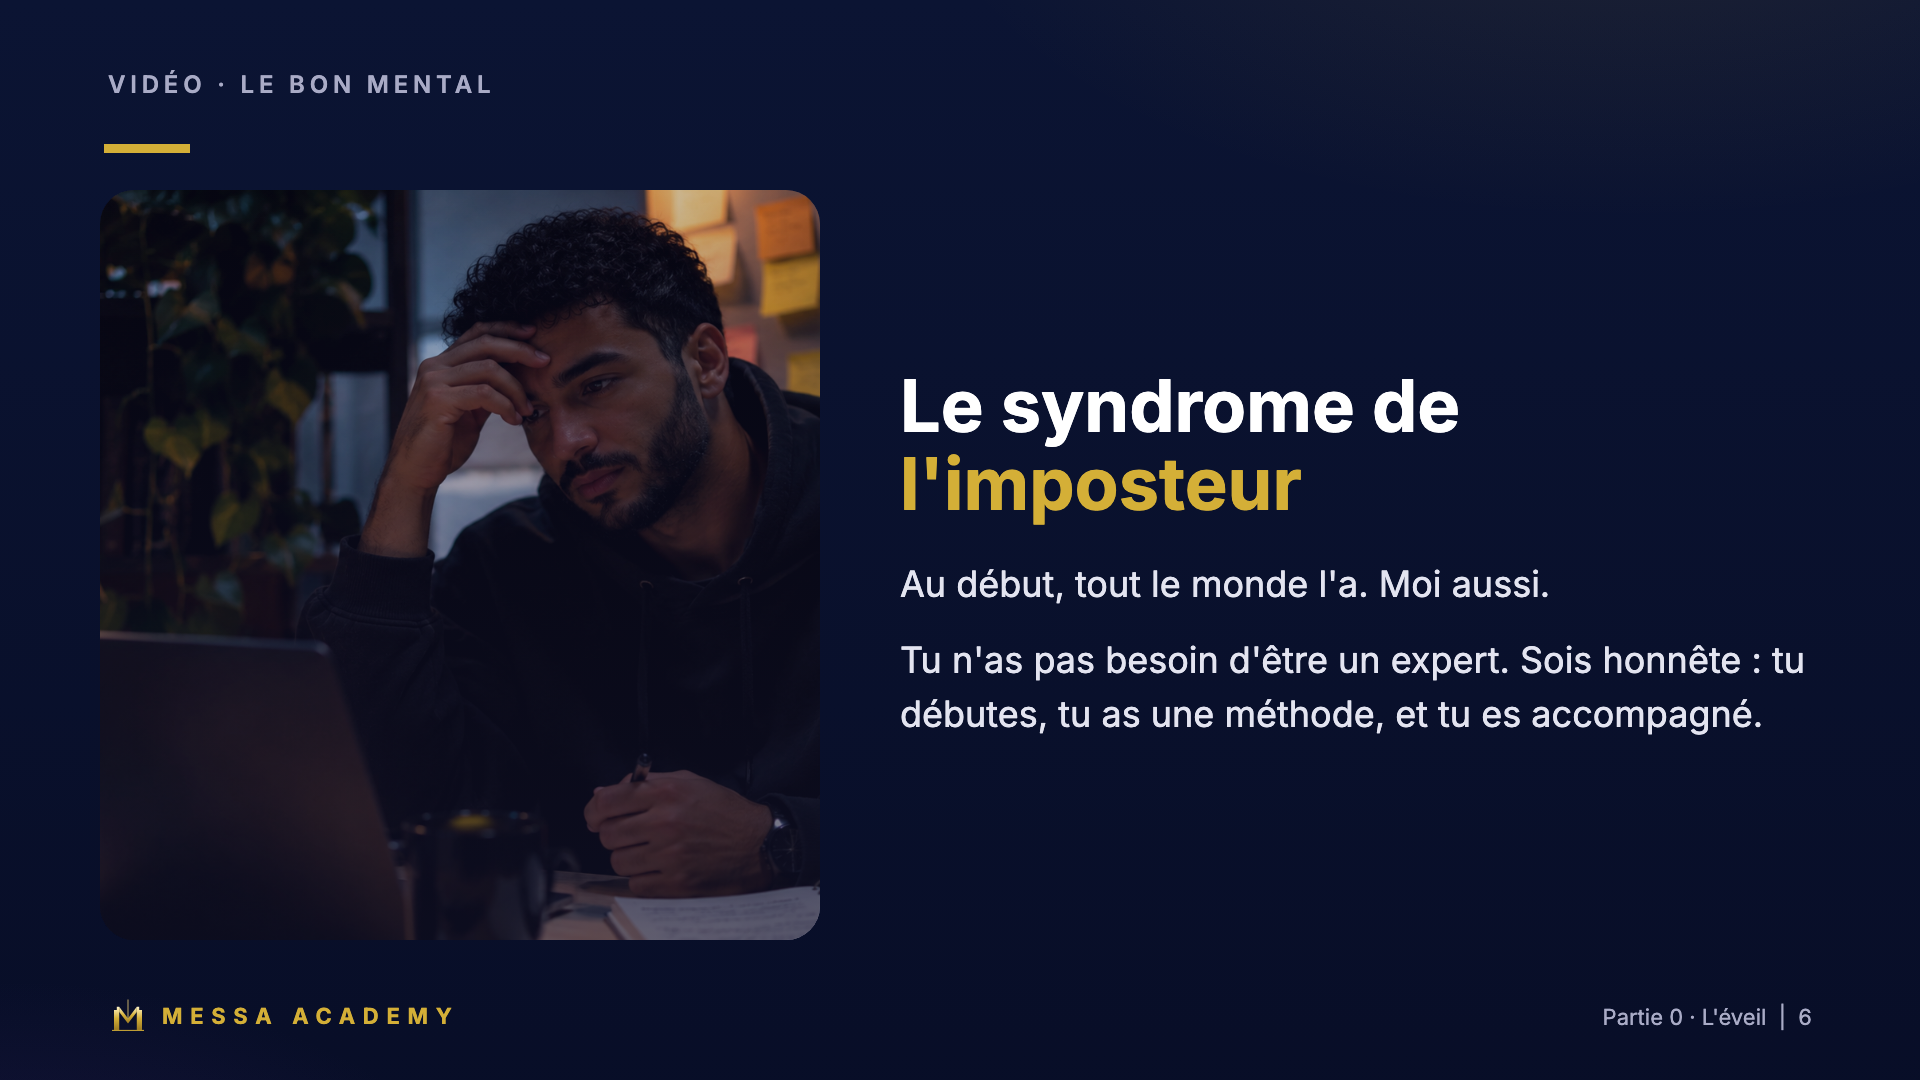 VIDÉO · LE BON MENTAL
Le syndrome de
l'imposteur
Au début, tout le monde l'a. Moi aussi.
Tu n'as pas besoin d'être un expert. Sois honnête : tu
débutes, tu as une méthode, et tu es accompagné.
MESSA ACADEMY
Partie 0 · L'éveil | 6